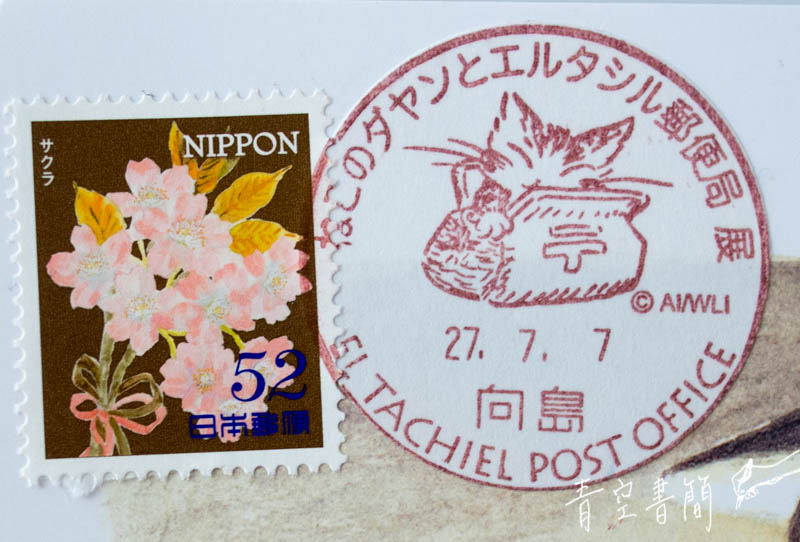 サクラ
NIPPON
52
日本郵便
ねこのダヤンとエルタシル郵便局 展
〒
© AI/WLI
27. 7. 7
向島
EL TACHIEL POST OFFICE
青空書簡